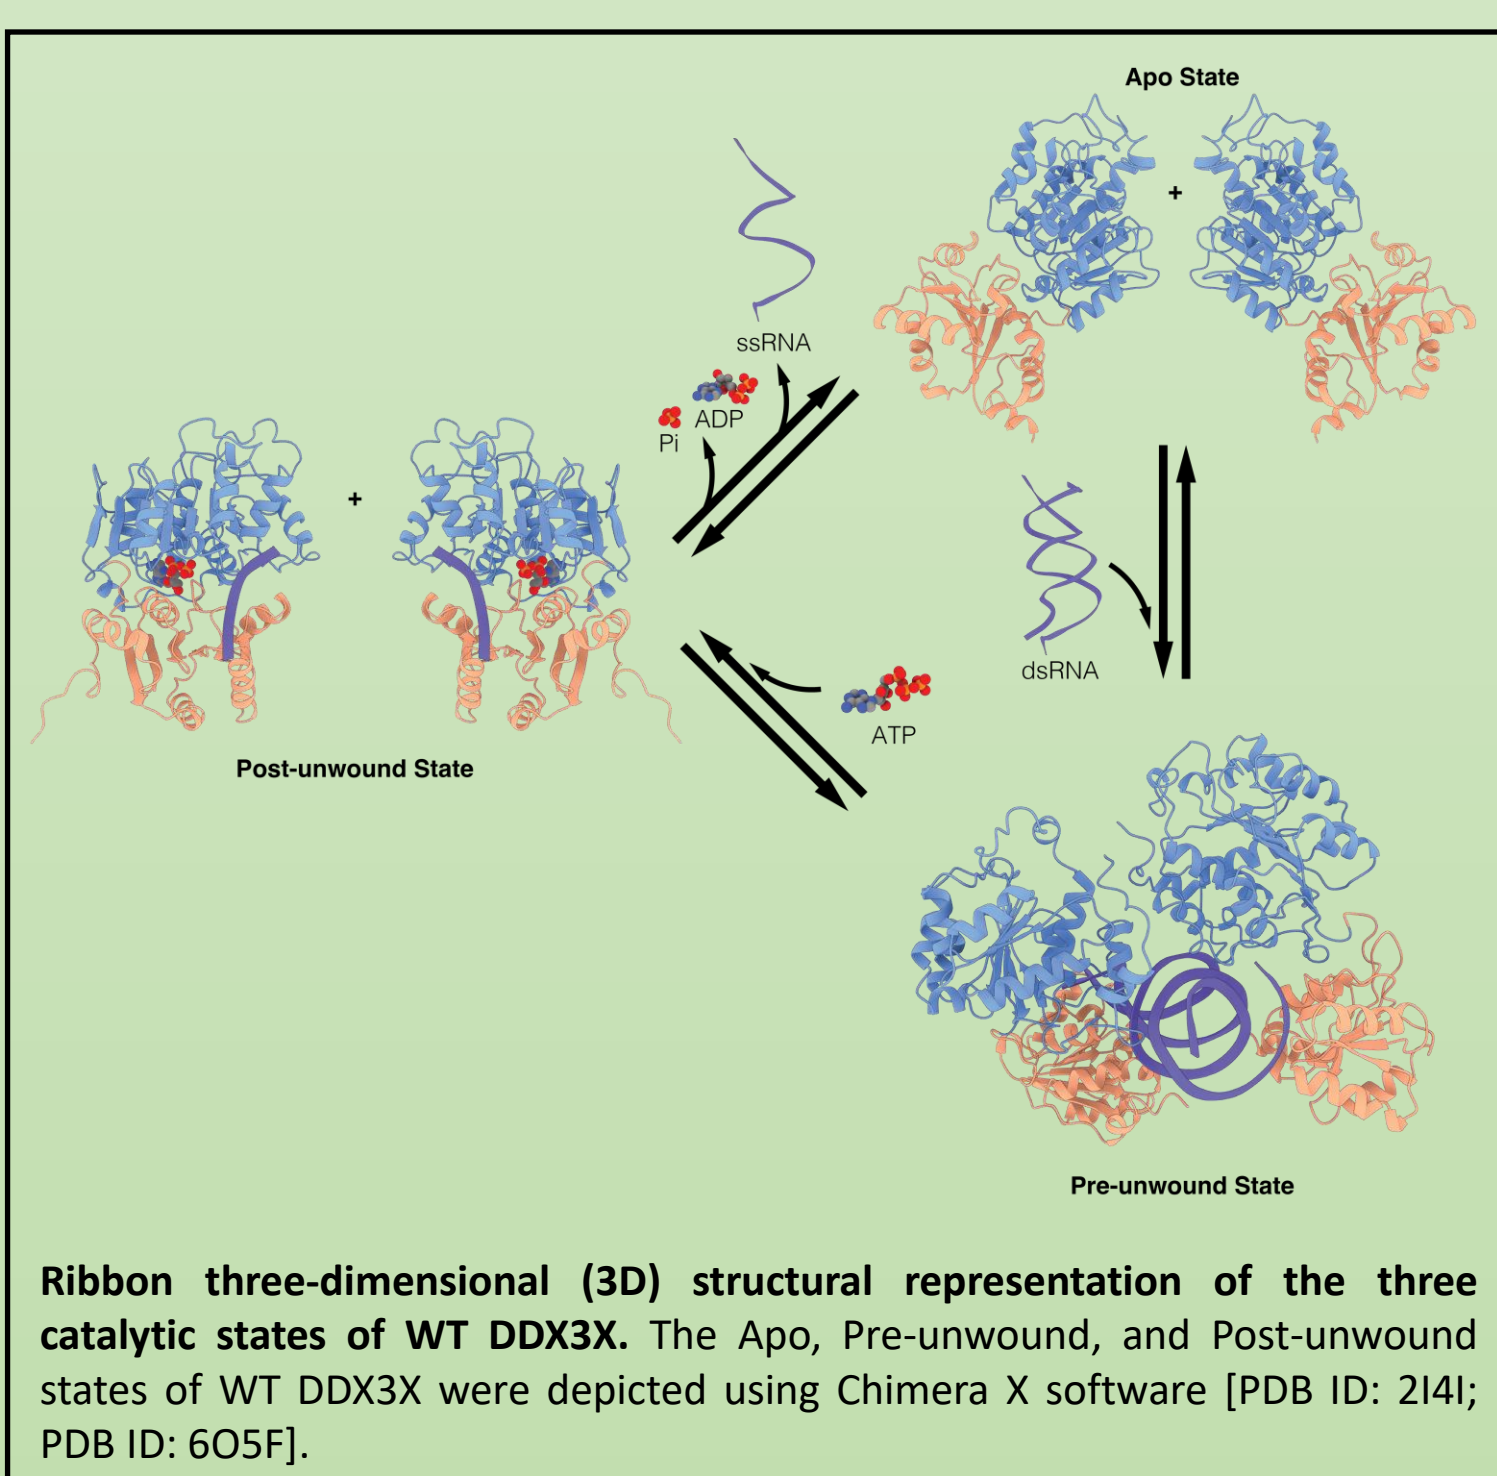 Apo State
+
ssRNA
ADP
Pi
+
dsRNA
ATP
Post-unwound State
Pre-unwound State
Ribbon three-dimensional (3D) structural representation of the three
catalytic states of WT DDX3X. The Apo, Pre-unwound, and Post-unwound
states of WT DDX3X were depicted using Chimera X software [PDB ID: 2I4I;
PDB ID: 6O5F].